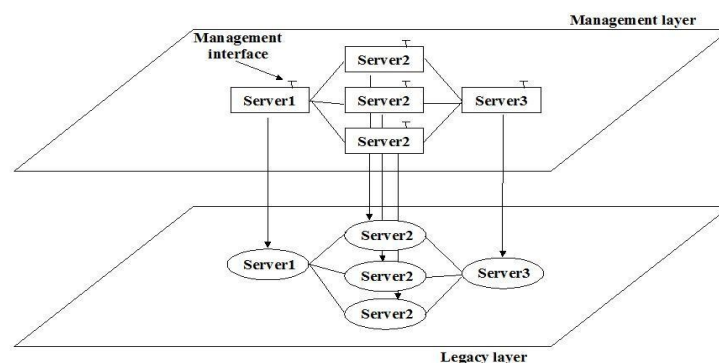 Management layer
Management
interface
Server2
Server1
Server2
Server3
Server2
Server2
Server1
Server2
Server3
Server2
Legacy layer